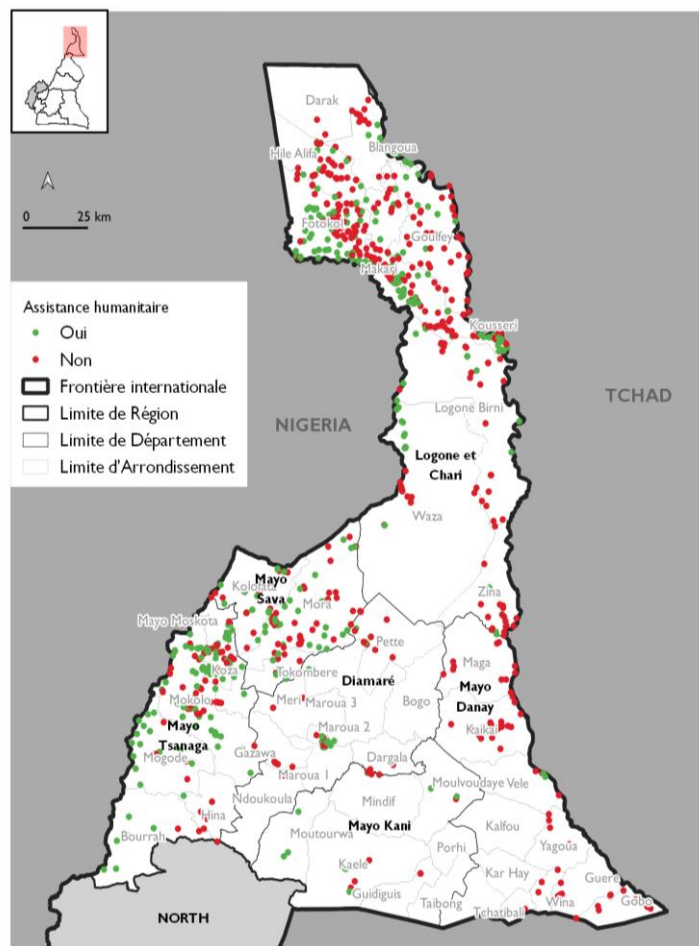 Darak
Blangoua
Hile Alifa
0 25 km
Fotokol
Goulfey
Makari
Assistance humanitaire
Oui
Non
Frontière internationale
Limite de Région
Limite de Département
Limite d'Arrondissement
Kousseri
TCHAD
NIGERIA
Logone Birni
Logone et
Chari
Waza
Kolofata
Mayo
Sava
Mora
Zina
Mayo Moskota
Pette
Koza
Tokombere
Diamaré
Maga
Mayo
Danay
Mokolo
Meri
Maroua 3
Bogo
Mayo
Tsanaga
Maroua 2
Kaikai
Mogode
Gazawa
Dargala
Maroua 1
Moulvoudaye
Vele
Ndoukoula
Mindif
Hina
Bourrah
Moutourwa
Mayo Kani
Kalfou
Yagoua
Porhi
Kaele
Kar Hay
Guere
Guidiguis
Taibong
Wina
Gobo
Tchatibali
NORTH